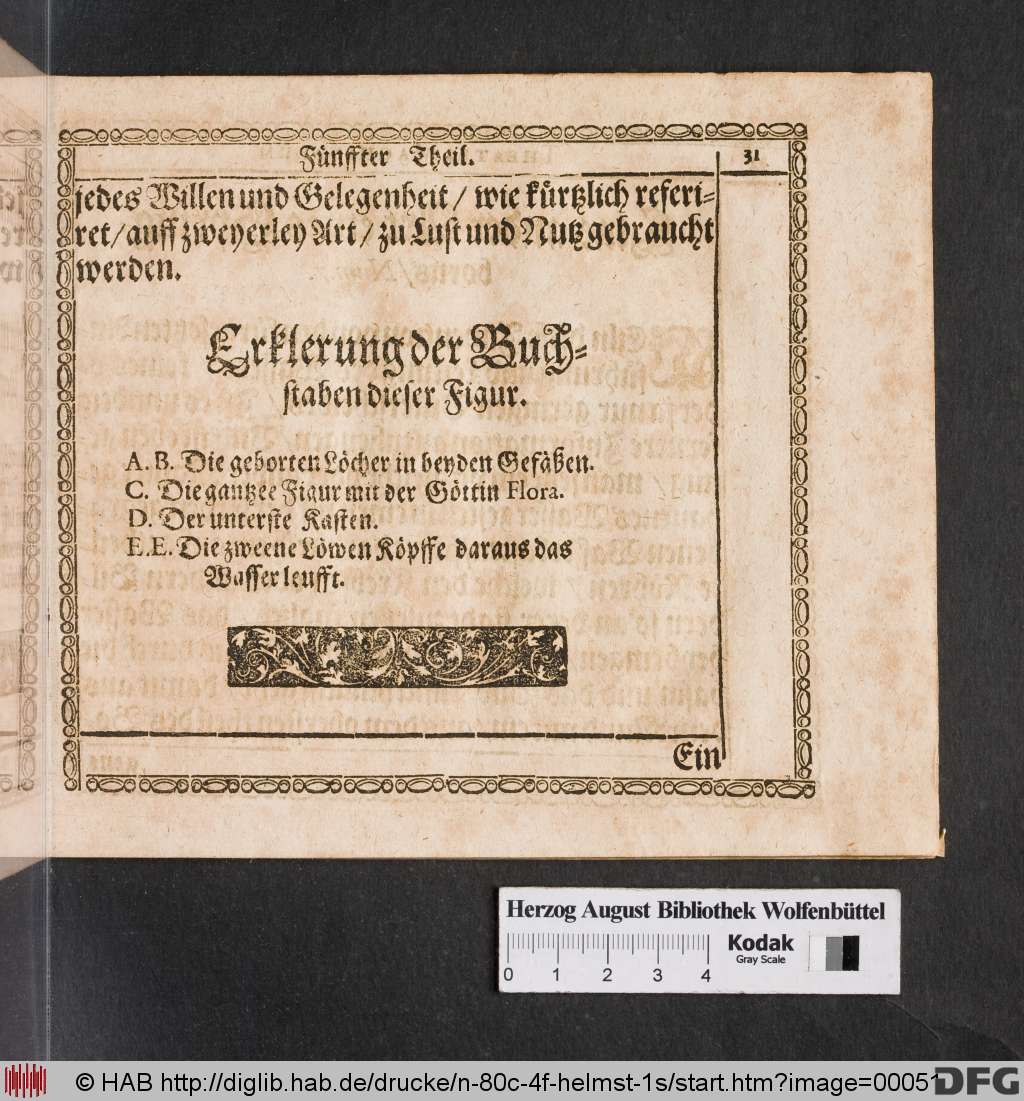 Fünffter Theil.
31
jedes Willen und Gelegenheit / wie kürtzlich referi-
ret / auff zweyerley Art / zu Lust und Nutz gebraucht
werden.
Erklerung der Buch-
staben dieser Figur.
A. B. Die geborten Löcher in beyden Gefäßen.
C. Die gantzee Figur mit der Göttin Flora.
D. Der unterste Kasten.
E.E. Die zweene Löwen Köpffe daraus das
Wasser leufft.
Ein
Herzog August Bibliothek Wolfenbüttel
0 1 2 3 4
Kodak
Gray Scale
© HAB http://diglib.hab.de/drucke/n-80c-4f-helmst-1s/start.htm?image=00051
DFG